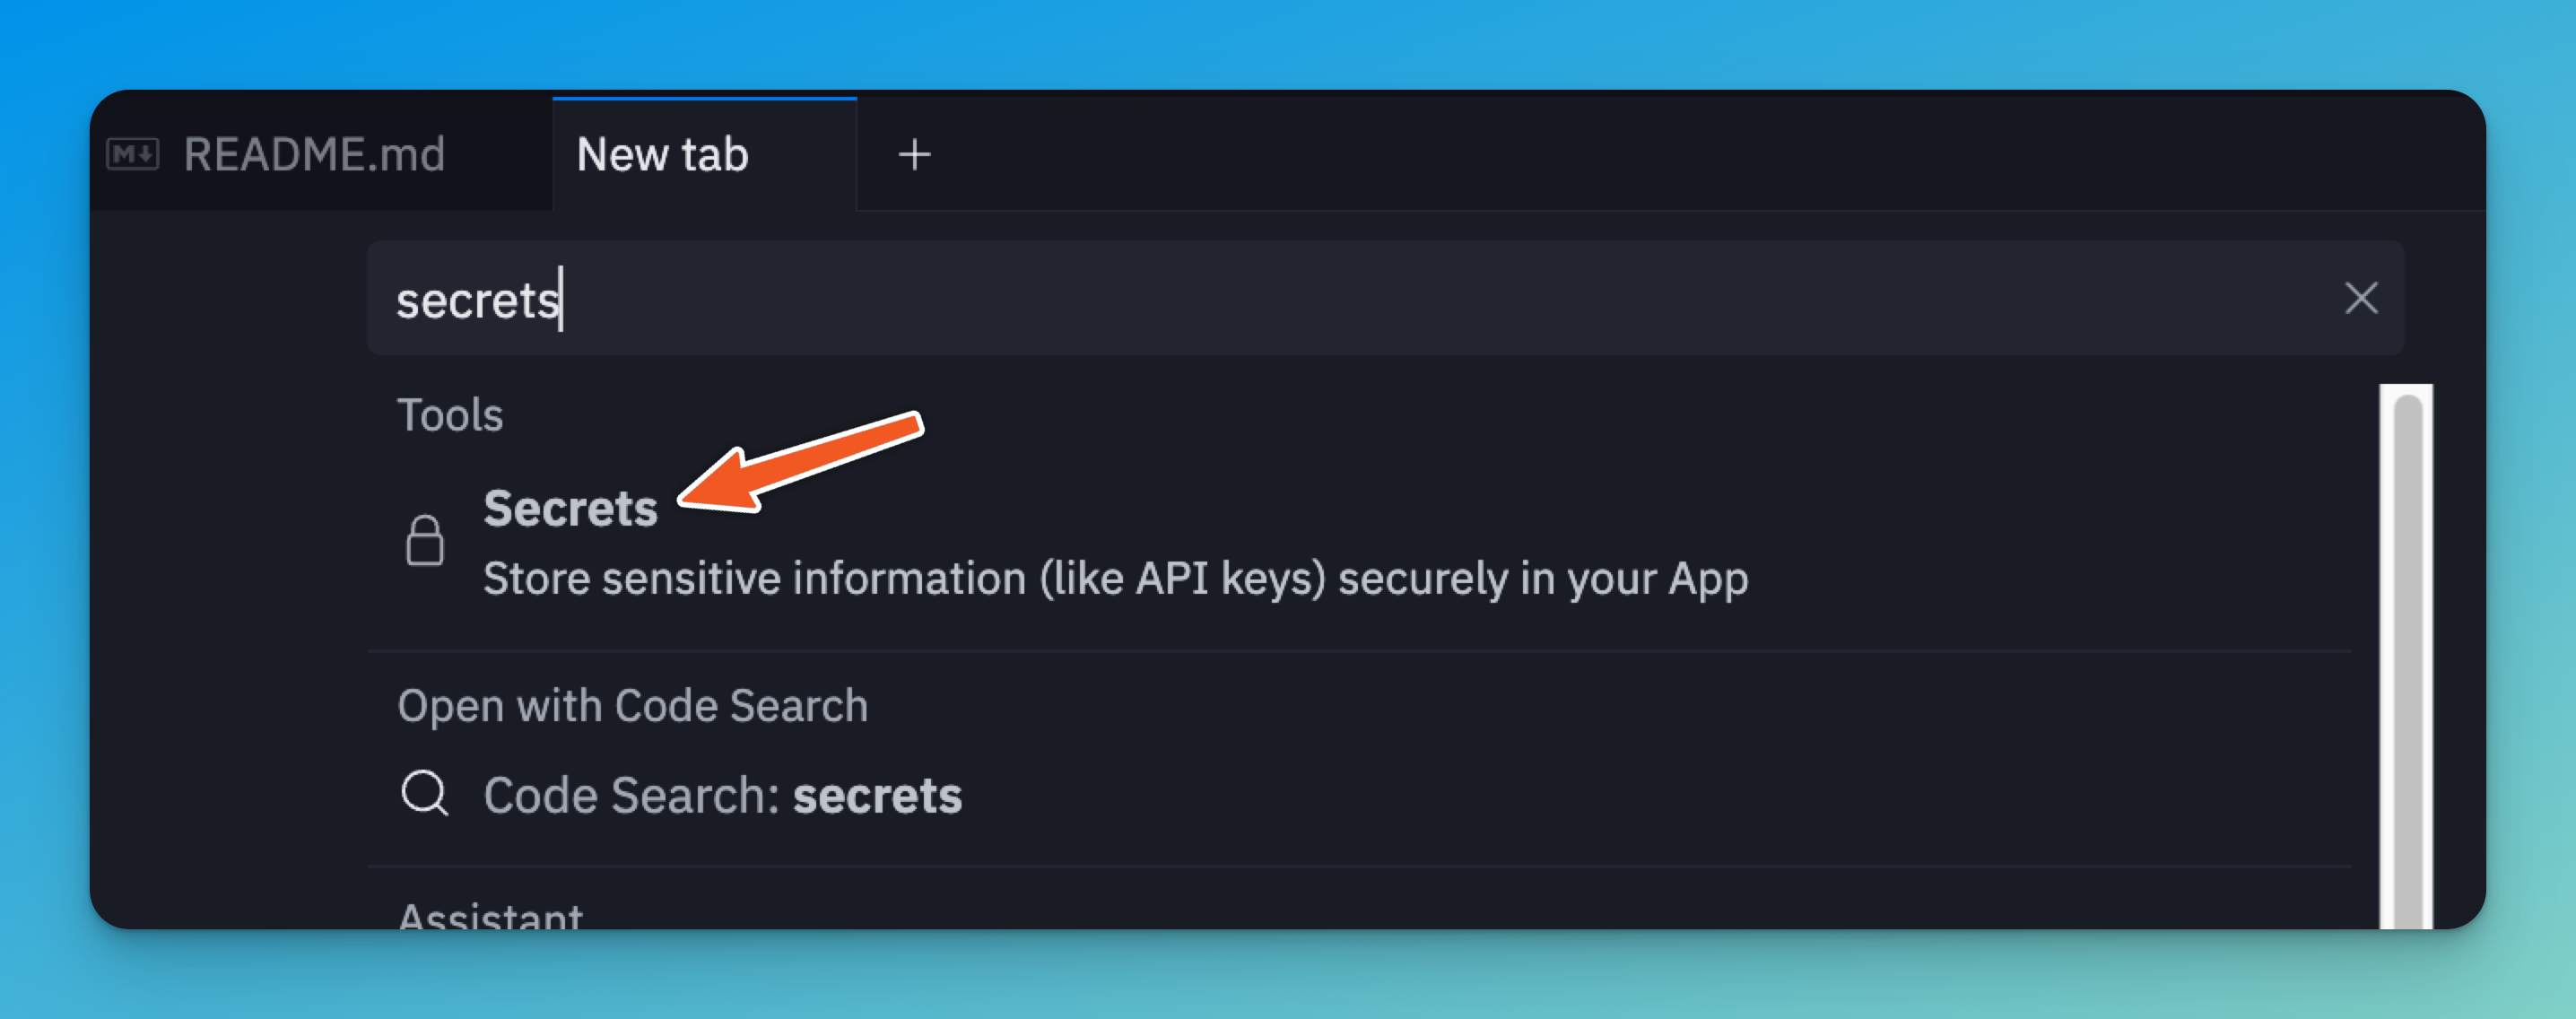 M↓ README.md New tab +
secrets
Tools
Secrets
Store sensitive information (like API keys) securely in your App
Open with Code Search
Code Search: secrets
Assistant